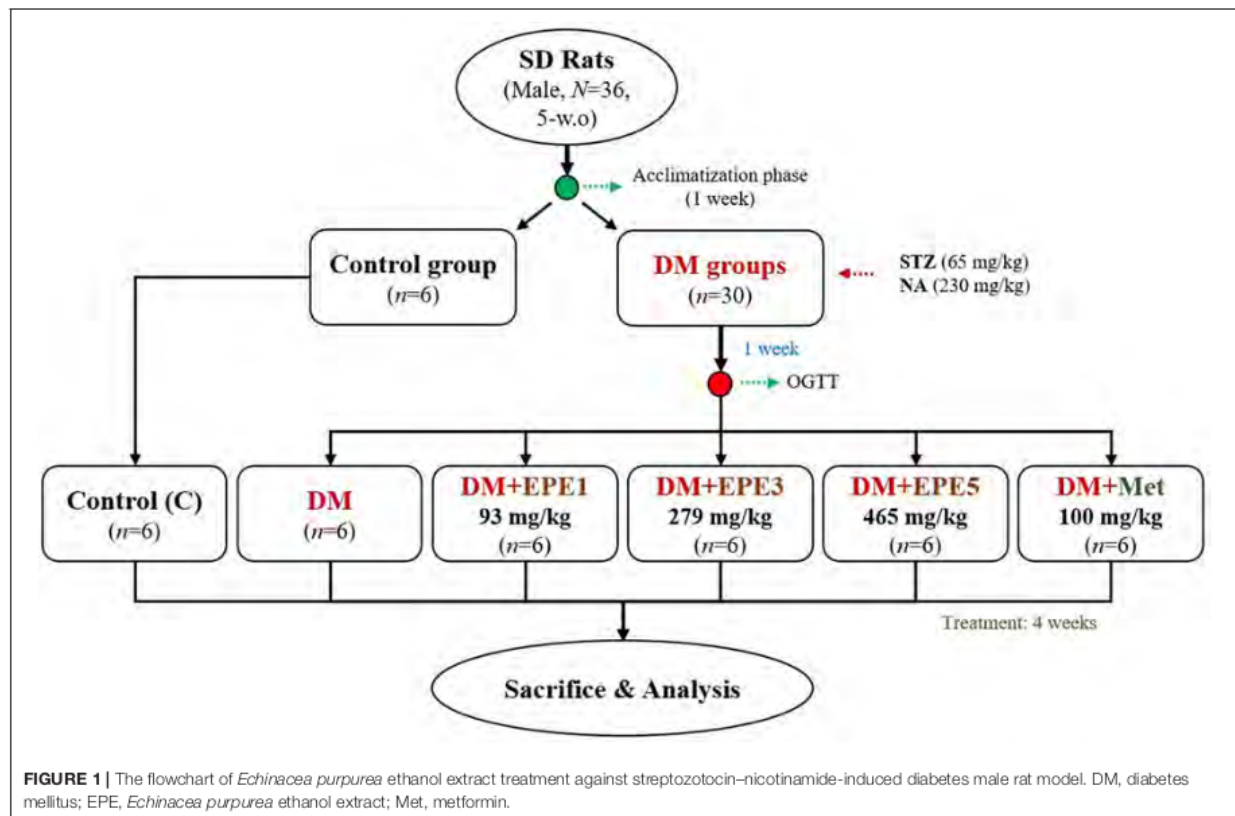 SD Rats
(Male, N=36,
5-w.o)
Acclimatization phase
(1 week)
Control group
(n=6)
DM groups
(n=30)
STZ (65 mg/kg)
NA (230 mg/kg)
1 week
OGTT
Control (C)
(n=6)
DM
(n=6)
DM+EPE1
93 mg/kg
(n=6)
DM+EPE3
279 mg/kg
(n=6)
DM+EPE5
465 mg/kg
(n=6)
DM+Met
100 mg/kg
(n=6)
Treatment: 4 weeks
Sacrifice & Analysis
FIGURE 1 | The flowchart of Echinacea purpurea ethanol extract treatment against streptozotocin–nicotinamide-induced diabetes male rat model. DM, diabetes
mellitus; EPE, Echinacea purpurea ethanol extract; Met, metformin.